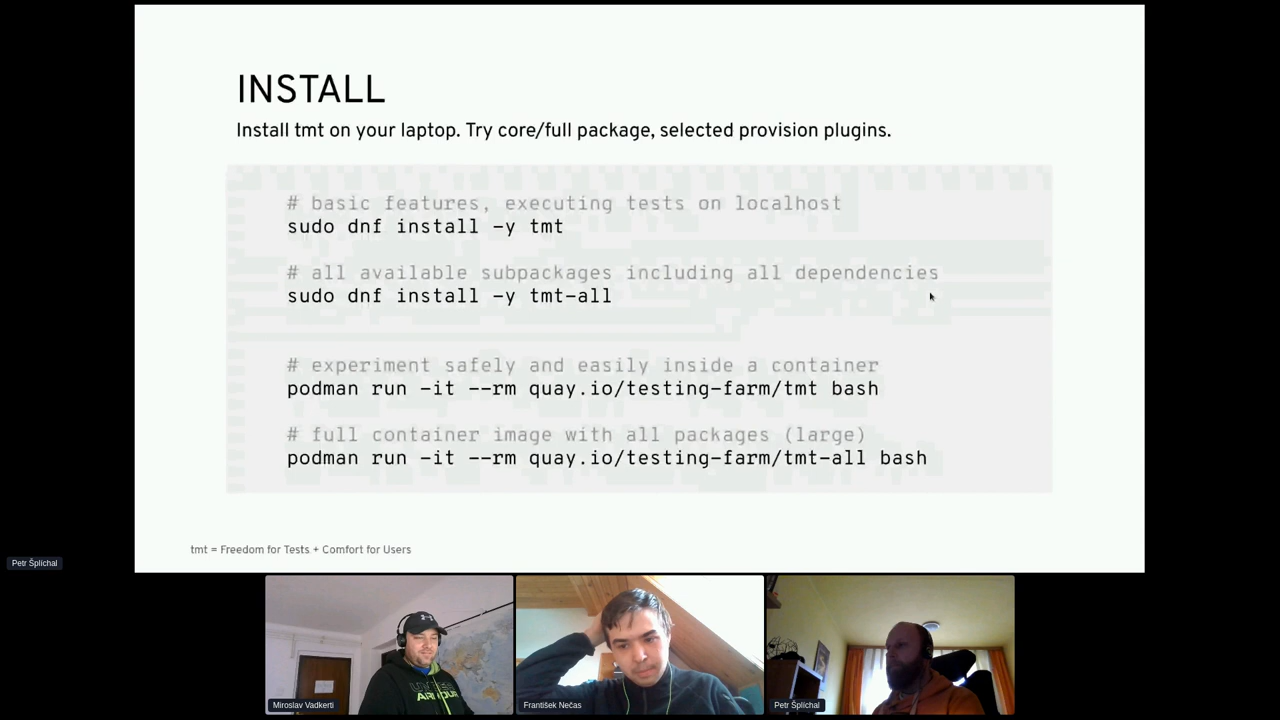 INSTALL
Install tmt on your laptop. Try core/full package, selected provision plugins.
# basic features, executing tests on localhost
sudo dnf install -y tmt
# all available subpackages including all dependencies
sudo dnf install -y tmt-all
# experiment safely and easily inside a container
podman run -it --rm quay.io/testing-farm/tmt bash
# full container image with all packages (large)
podman run -it --rm quay.io/testing-farm/tmt-all bash
tmt = Freedom for Tests + Comfort for Users
Petr Šplíchal
UNDER
ARMOUR
Miroslav Vadkerti
František Nečas
Petr Šplíchal